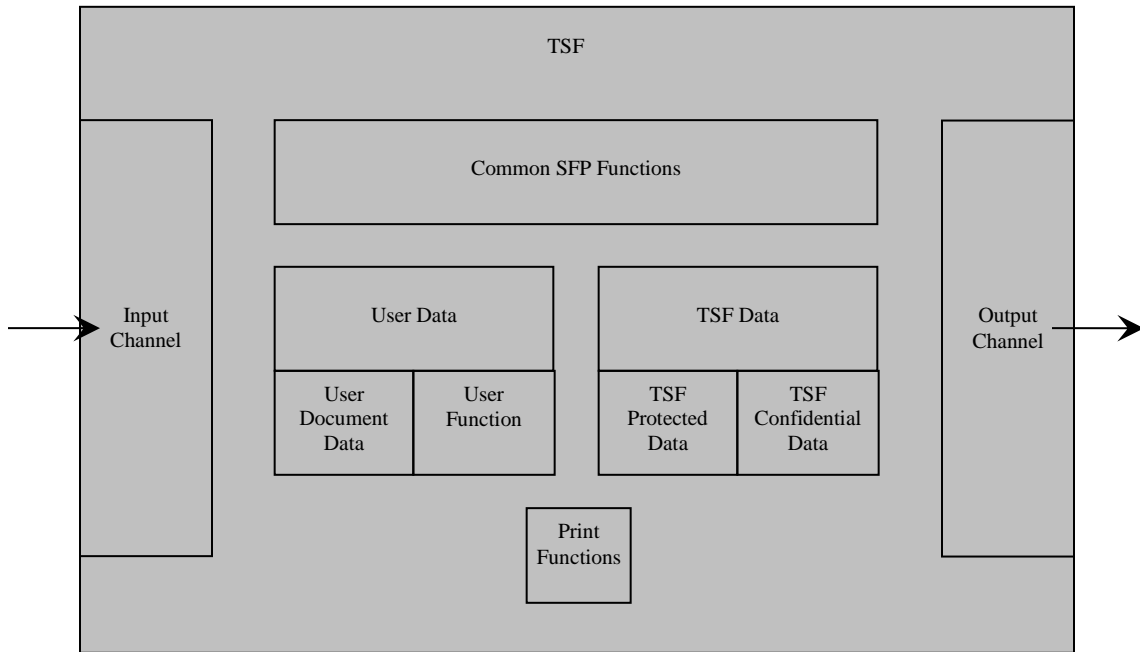 TSF
Common SFP Functions
Input
Channel
User Data
TSF Data
Output
Channel
User
Document
Data
User
Function
TSF
Protected
Data
TSF
Confidential
Data
Print
Functions